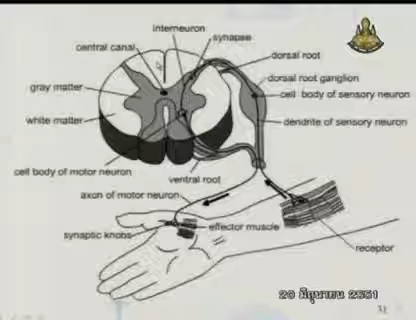 interneuron
synapse
central canal
dorsal root
dorsal root ganglion
gray matter
cell body of sensory neuron
white matter
dendrite of sensory neuron
cell body of motor neuron
ventral root
axon of motor neuron
synaptic knobs
effector muscle
receptor
20 มิถุนายน 2551